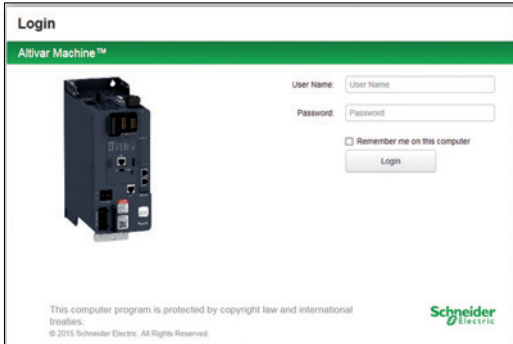 Login
Altivar Machine™
User Name: User Name
Password: Password
Remember me on this computer
Login
This computer program is protected by copyright law and international
treaties.
© 2015 Schneider Electric. All Rights Reserved.
Schneider
Electric